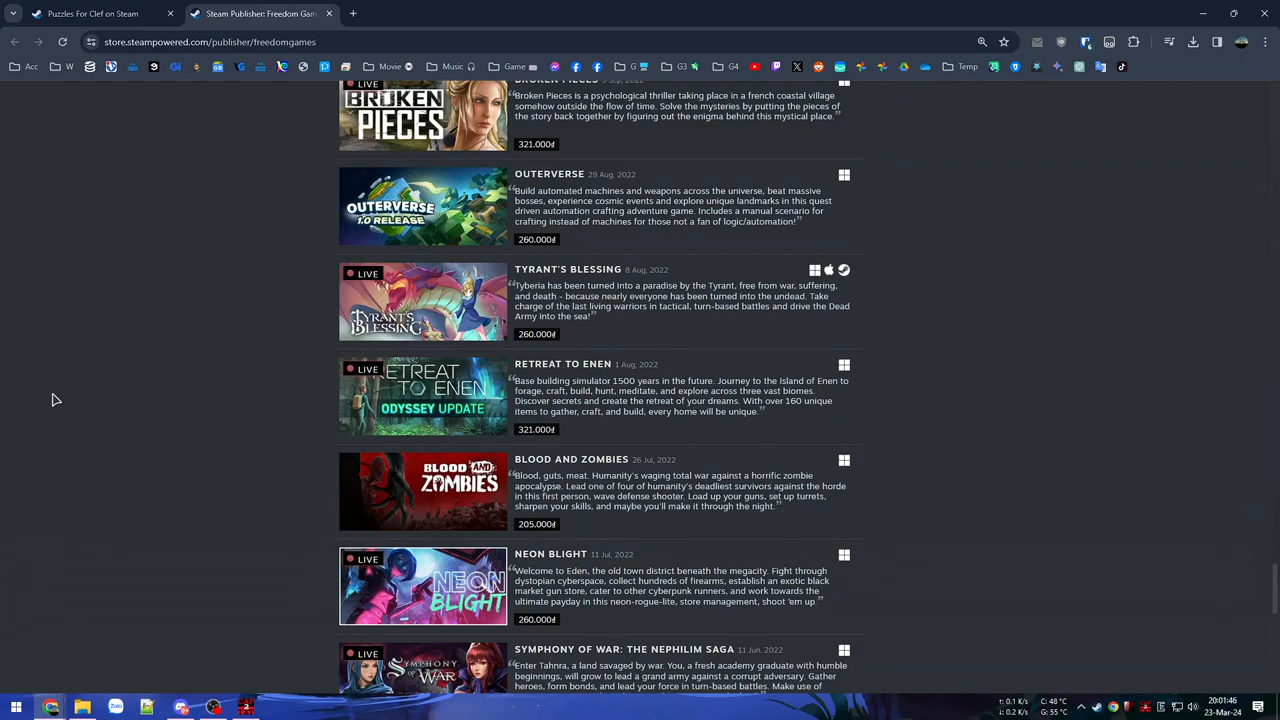 Puzzles For Clef on Steam
Steam Publisher: Freedom Gam
store.steampowered.com/publisher/freedomgames
Acc
W
Movie
Music
Game
G
G3
G4
Temp
LIVE
BROKEN
PIECES
BROKEN PIECES 9 Sep, 2022
“Broken Pieces is a psychological thriller taking place in a french coastal village
somehow outside the flow of time. Solve the mysteries by putting the pieces of
the story back together by figuring out the enigma behind this mystical place.”
321.000₫
OUTERVERSE
1.0 RELEASE
OUTERVERSE 29 Aug, 2022
“Build automated machines and weapons across the universe, beat massive
bosses, experience cosmic events and explore unique landmarks in this quest
driven automation crafting adventure game. Includes a manual scenario for
crafting instead of machines for those not a fan of logic/automation!”
260.000₫
LIVE
TYRANT'S
BLESSING
TYRANT'S BLESSING 8 Aug, 2022
“Tyberia has been turned into a paradise by the Tyrant, free from war, suffering,
and death - because nearly everyone has been turned into the undead. Take
charge of the last living warriors in tactical, turn-based battles and drive the Dead
Army into the sea!”
260.000₫
LIVE
RETREAT
TO ENEN
ODYSSEY UPDATE
RETREAT TO ENEN 1 Aug, 2022
“Base building simulator 1500 years in the future. Journey to the Island of Enen to
forage, craft, build, hunt, meditate, and explore across three vast biomes.
Discover secrets and create the retreat of your dreams. With over 160 unique
items to gather, craft, and build, every home will be unique.”
321.000₫
BLOOD AND
ZOMBIES
BLOOD AND ZOMBIES 26 Jul, 2022
“Blood, guts, meat. Humanity's waging total war against a horrific zombie
apocalypse. Lead one of four of humanity's deadliest survivors against the horde
in this first person, wave defense shooter. Load up your guns, set up turrets,
sharpen your skills, and maybe you'll make it through the night.”
205.000₫
LIVE
NEON
BLIGHT
NEON BLIGHT 11 Jul, 2022
“Welcome to Eden, the old town district beneath the megacity. Fight through
dystopian cyberspace, collect hundreds of firearms, establish an exotic black
market gun store, cater to other cyberpunk runners, and work towards the
ultimate payday in this neon-rogue-lite, store management, shoot 'em up.”
260.000₫
LIVE
SYMPHONY OF
WAR
SYMPHONY OF WAR: THE NEPHILIM SAGA 11 Jun, 2022
“Enter Tahnra, a land savaged by war. You, a fresh academy graduate with humble
beginnings, will grow to lead a grand army against a corrupt adversary. Gather
heroes, form bonds, and lead your force in turn-based battles. Make use of
Zalo
↑: 0.1 K/s
↓: 0.2 K/s
C: 48 °C
G: 55 °C
20:01:46
23-Mar-24